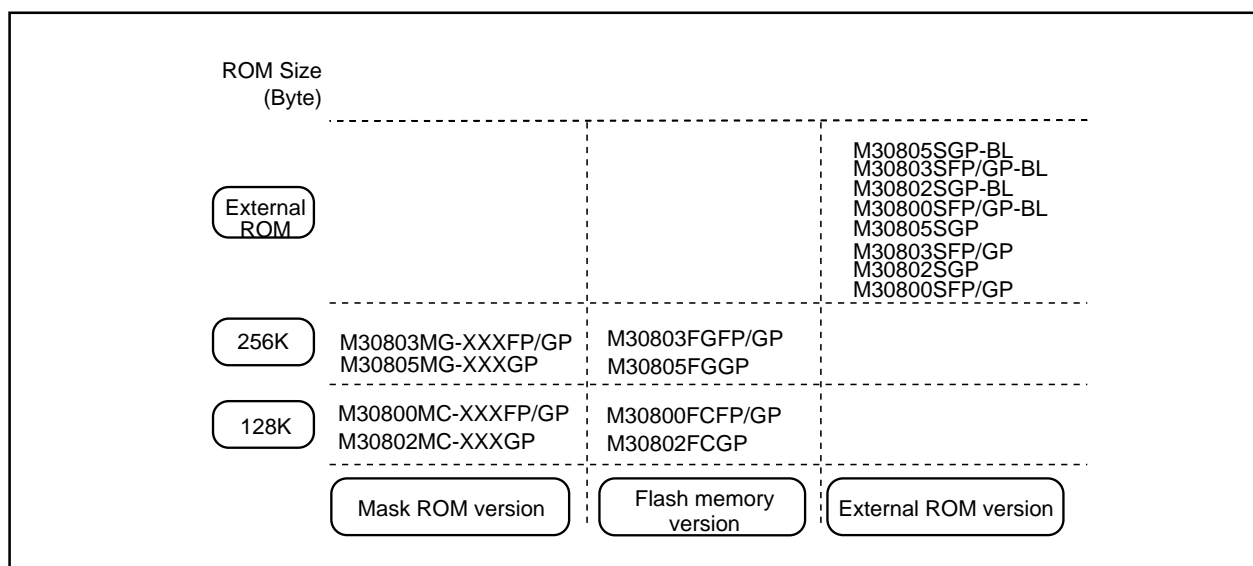 ROM Size
(Byte)
M30805SGP-BL
M30803SFP/GP-BL
M30802SGP-BL
M30800SFP/GP-BL
M30805SGP
M30803SFP/GP
M30802SGP
M30800SFP/GP
External
ROM
256K
M30803MG-XXXFP/GP
M30805MG-XXXGP
M30803FGFP/GP
M30805FGGP
128K
M30800MC-XXXFP/GP
M30802MC-XXXGP
M30800FCFP/GP
M30802FCGP
Mask ROM version
Flash memory
version
External ROM version